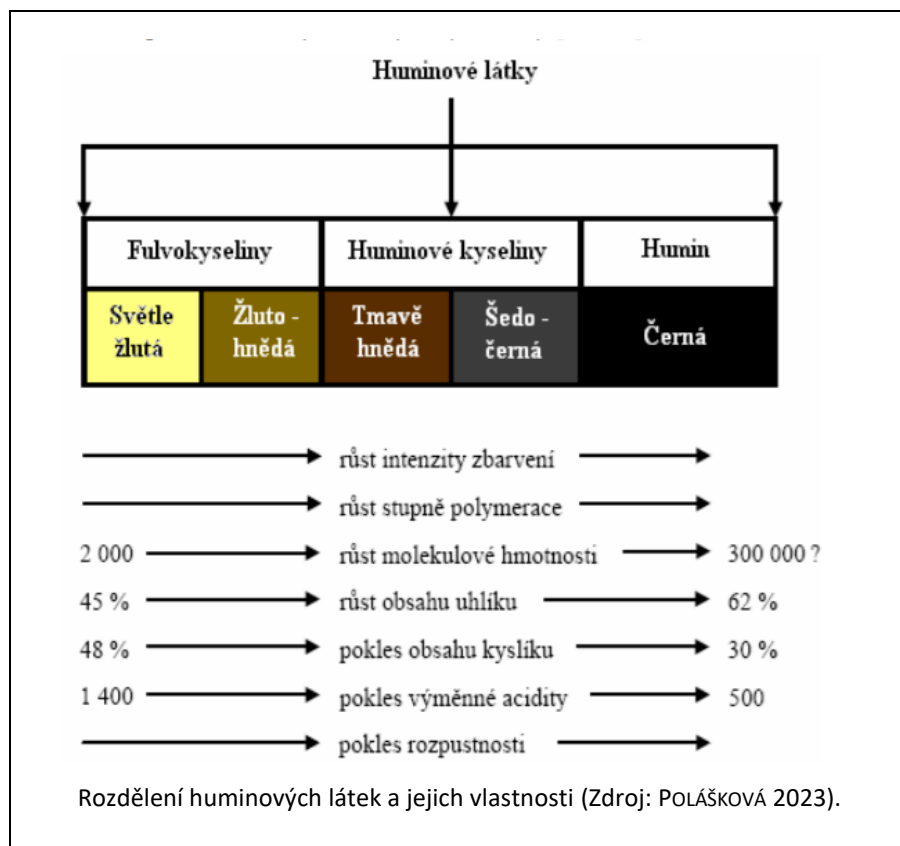 Huminové látky
Fulvokyseliny Huminové kyseliny Humin
Světle žlutá Žluto - hnědá Tmavě hnědá Šedo - černá Černá
růst intenzity zbarvení
růst stupně polymerace
2 000 růst molekulové hmotnosti 300 000 ?
45 % růst obsahu uhlíku 62 %
48 % pokles obsahu kyslíku 30 %
1 400 pokles výměnné acidity 500
pokles rozpustnosti
Rozdělení huminových látek a jejich vlastnosti (Zdroj: POLÁŠKOVÁ 2023).